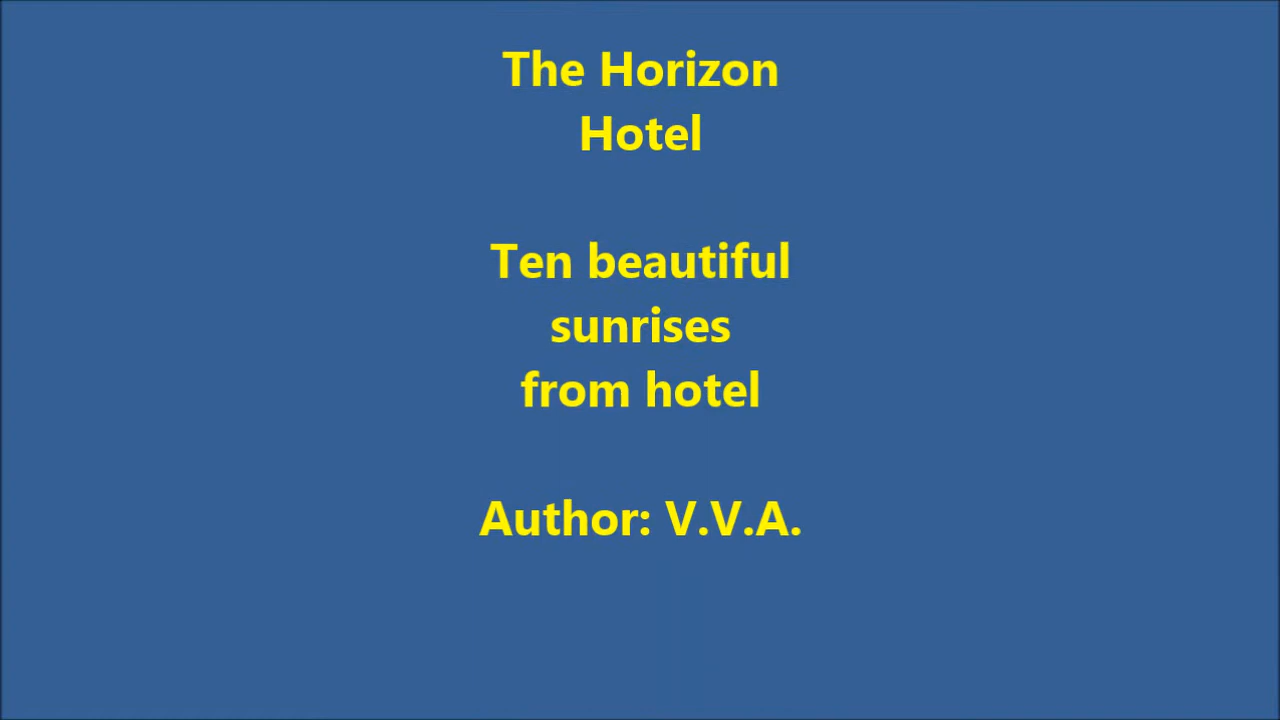 The Horizon
Hotel
Ten beautiful
sunrises
from hotel
Author: V.V.A.